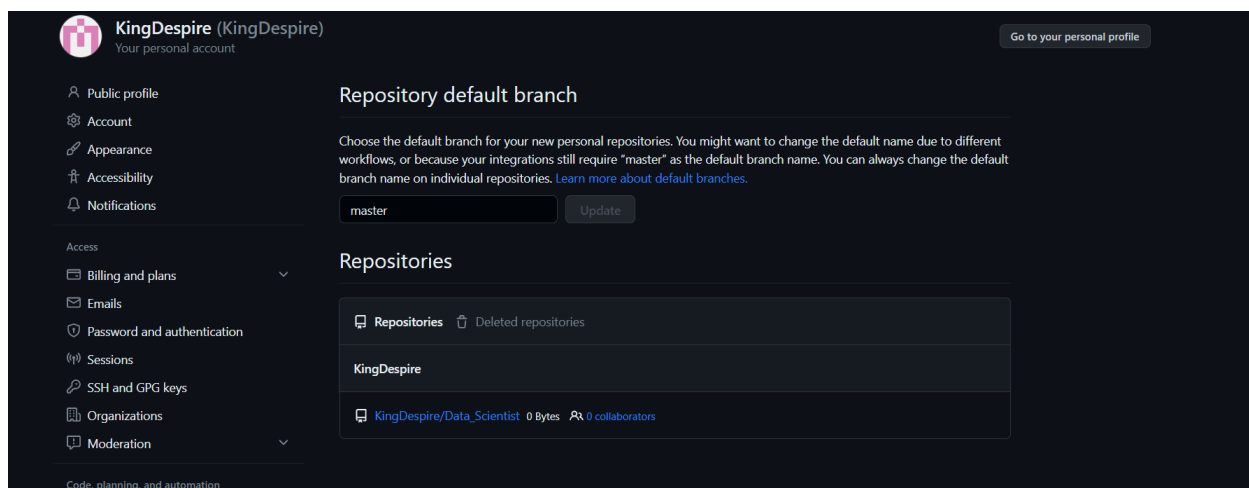 KingDespire (KingDespire)
Your personal account
Go to your personal profile
Public profile
Account
Appearance
Accessibility
Notifications
Access
Billing and plans
Emails
Password and authentication
Sessions
SSH and GPG keys
Organizations
Moderation
Code, planning, and automation
Repository default branch
Choose the default branch for your new personal repositories. You might want to change the default name due to different
workflows, or because your integrations still require "master" as the default branch name. You can always change the default
branch name on individual repositories. Learn more about default branches.
master Update
Repositories
Repositories Deleted repositories
KingDespire
KingDespire/Data_Scientist 0 Bytes 0 collaborators